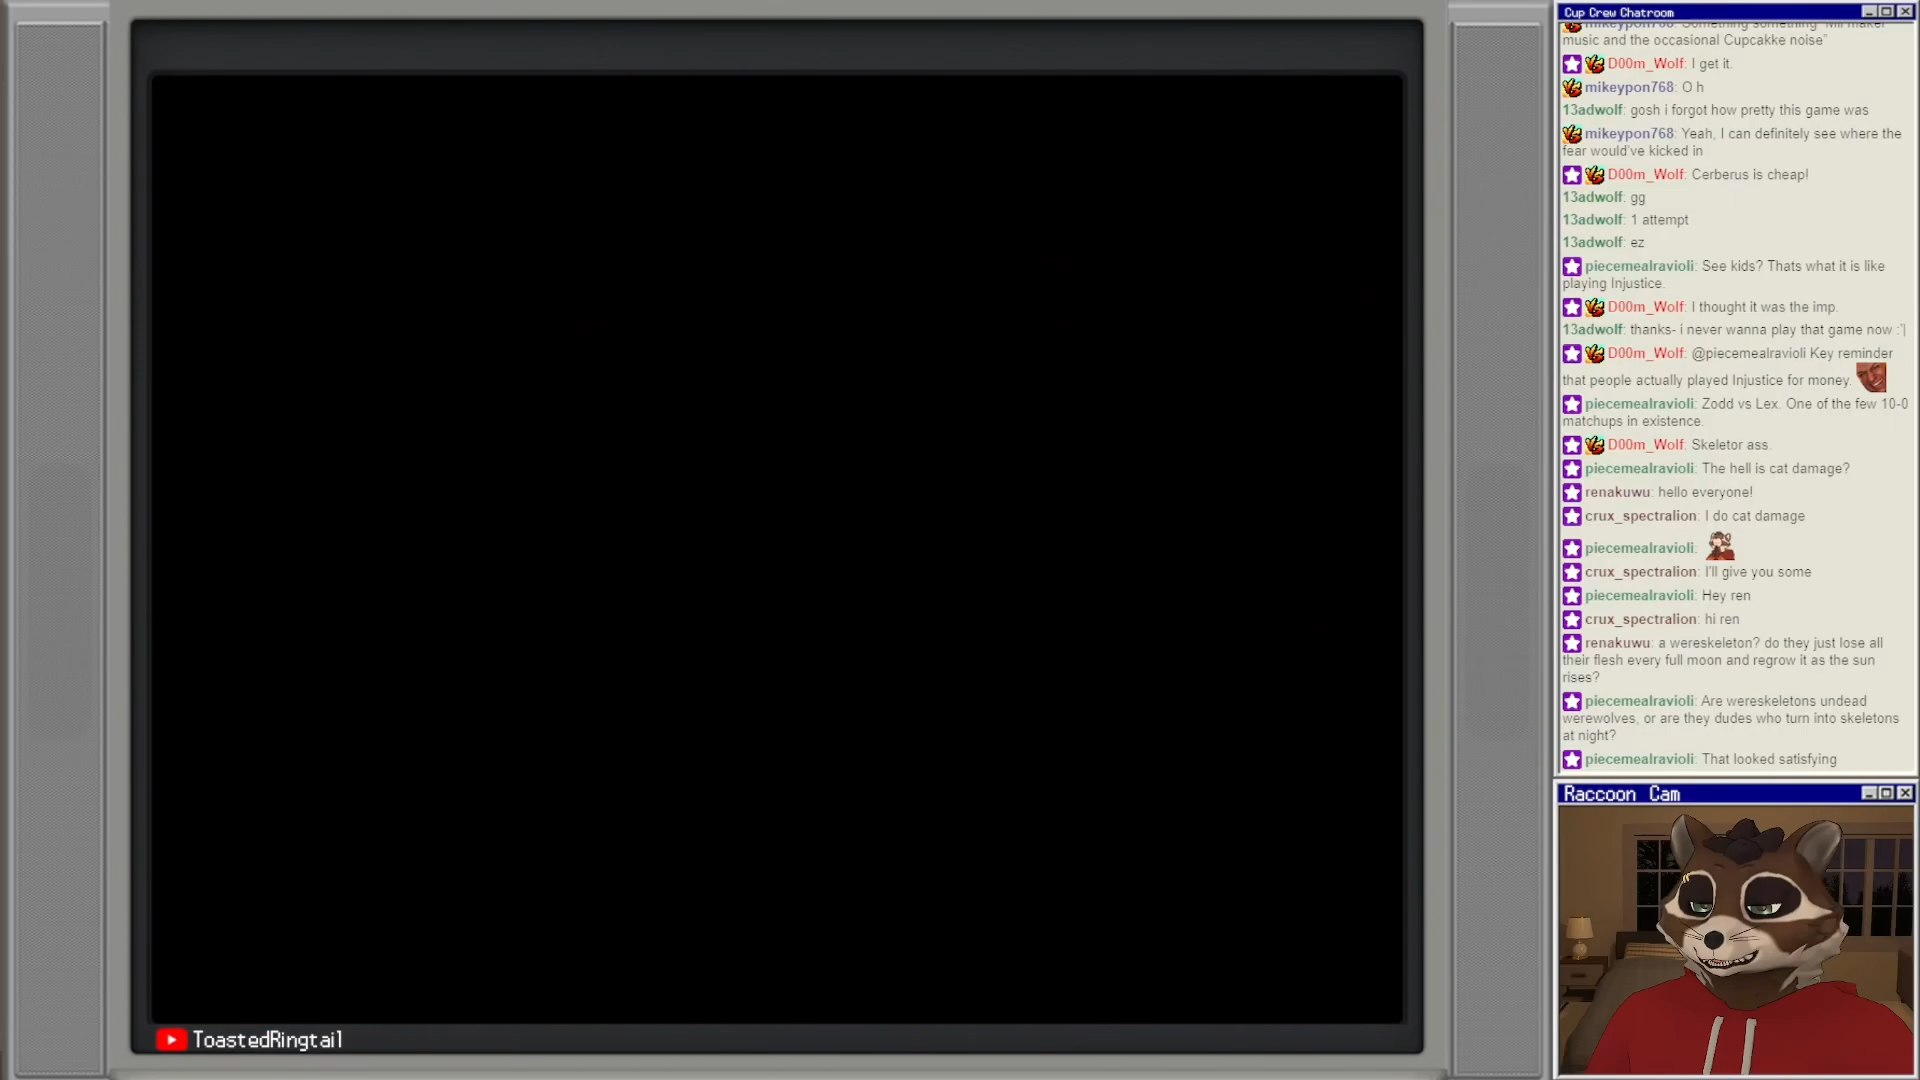 Cup Crew Chatroom
music and the occasional Cupcakke noise"
D00m_Wolf: I get it.
mikeypon768: O h
13adwolf: gosh i forgot how pretty this game was
mikeypon768: Yeah, I can definitely see where the
fear would've kicked in
D00m_Wolf: Cerberus is cheap!
13adwolf: gg
13adwolf: 1 attempt
13adwolf: ez
piecemealravioli: See kids? Thats what it is like
playing Injustice.
D00m_Wolf: I thought it was the imp.
13adwolf: thanks- i never wanna play that game now :'|
D00m_Wolf: @piecemealravioli Key reminder
that people actually played Injustice for money.
piecemealravioli: Zodd vs Lex. One of the few 10-0
matchups in existence.
D00m_Wolf: Skeletor ass.
piecemealravioli: The hell is cat damage?
renakuwu: hello everyone!
crux_spectralion: I do cat damage
piecemealravioli:
crux_spectralion: I'll give you some
piecemealravioli: Hey ren
crux_spectralion: hi ren
renakuwu: a wereskeleton? do they just lose all
their flesh every full moon and regrow it as the sun
rises?
piecemealravioli: Are wereskeletons undead
werewolves, or are they dudes who turn into skeletons
at night?
piecemealravioli: That looked satisfying
Raccoon Cam
ToastedRingtail